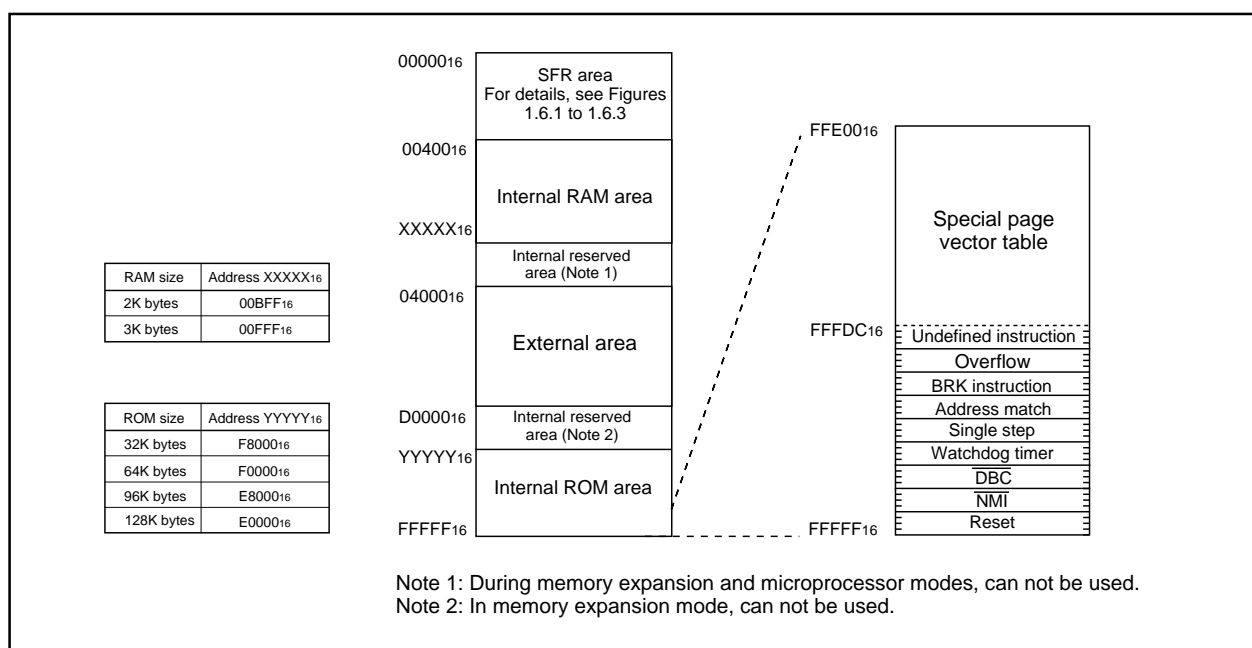 00000₁₆
SFR area
For details, see Figures
1.6.1 to 1.6.3
00400₁₆
Internal RAM area
XXXXX₁₆
Internal reserved
area (Note 1)
04000₁₆
External area
D0000₁₆
Internal reserved
area (Note 2)
YYYYY₁₆
Internal ROM area
FFFFF₁₆
RAM size Address XXXXX₁₆
2K bytes 00BFF₁₆
3K bytes 00FFF₁₆
ROM size Address YYYYY₁₆
32K bytes F8000₁₆
64K bytes F0000₁₆
96K bytes E8000₁₆
128K bytes E0000₁₆
FFE00₁₆
Special page
vector table
FFFDC₁₆
Undefined instruction
Overflow
BRK instruction
Address match
Single step
Watchdog timer
D̅B̅C̅
N̅M̅I̅
Reset
FFFFF₁₆
Note 1: During memory expansion and microprocessor modes, can not be used.
Note 2: In memory expansion mode, can not be used.